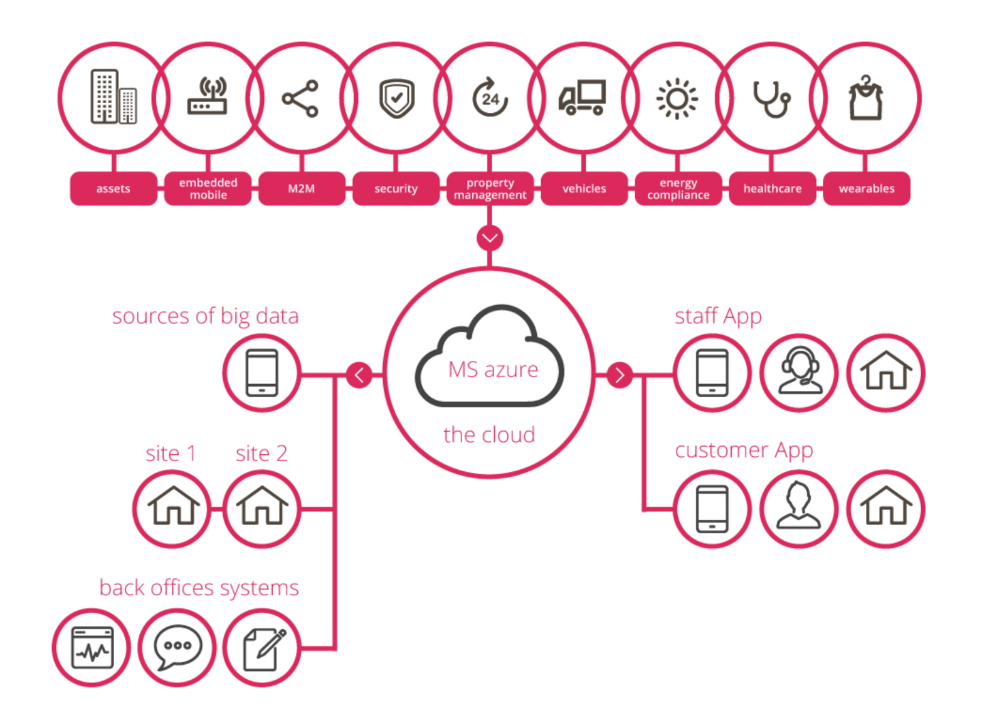 24
assets
embedded
mobile
M2M
security
property
management
vehicles
energy
compliance
healthcare
wearables
sources of big data
MS azure
the cloud
staff App
site 1
site 2
customer App
back offices systems